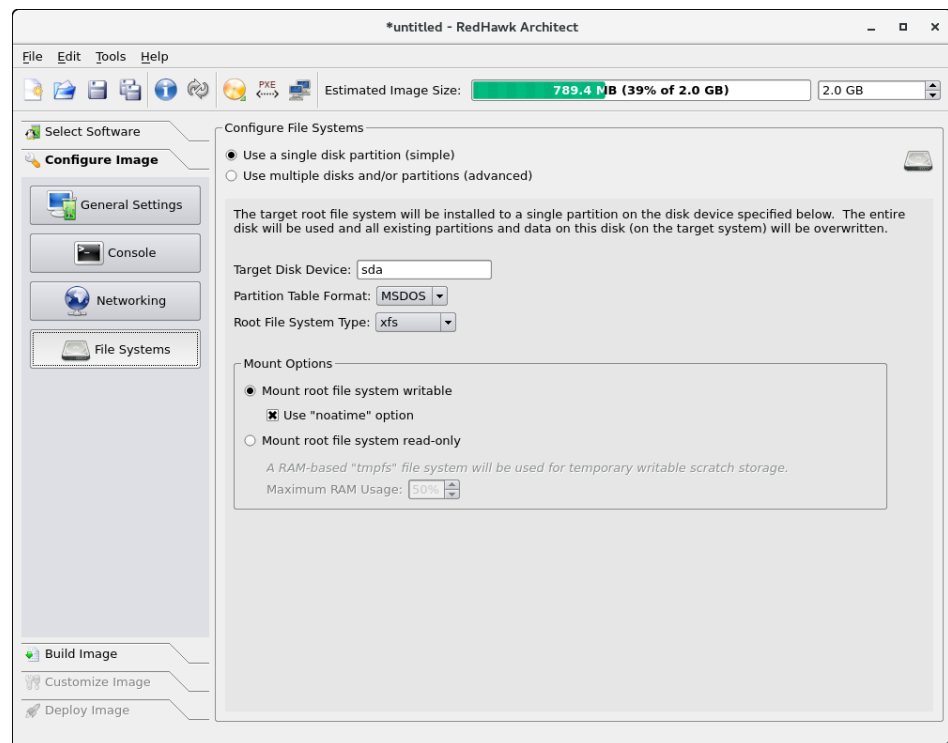 *untitled - RedHawk Architect
File Edit Tools Help
PXE
Estimated Image Size: 789.4 MB (39% of 2.0 GB) 2.0 GB
Select Software
Configure Image
General Settings
Console
Networking
File Systems
Build Image
Customize Image
Deploy Image
Configure File Systems
Use a single disk partition (simple)
Use multiple disks and/or partitions (advanced)
The target root file system will be installed to a single partition on the disk device specified below. The entire
disk will be used and all existing partitions and data on this disk (on the target system) will be overwritten.
Target Disk Device: sda
Partition Table Format: MSDOS
Root File System Type: xfs
Mount Options
Mount root file system writable
Use "noatime" option
Mount root file system read-only
A RAM-based "tmpfs" file system will be used for temporary writable scratch storage.
Maximum RAM Usage: 50%